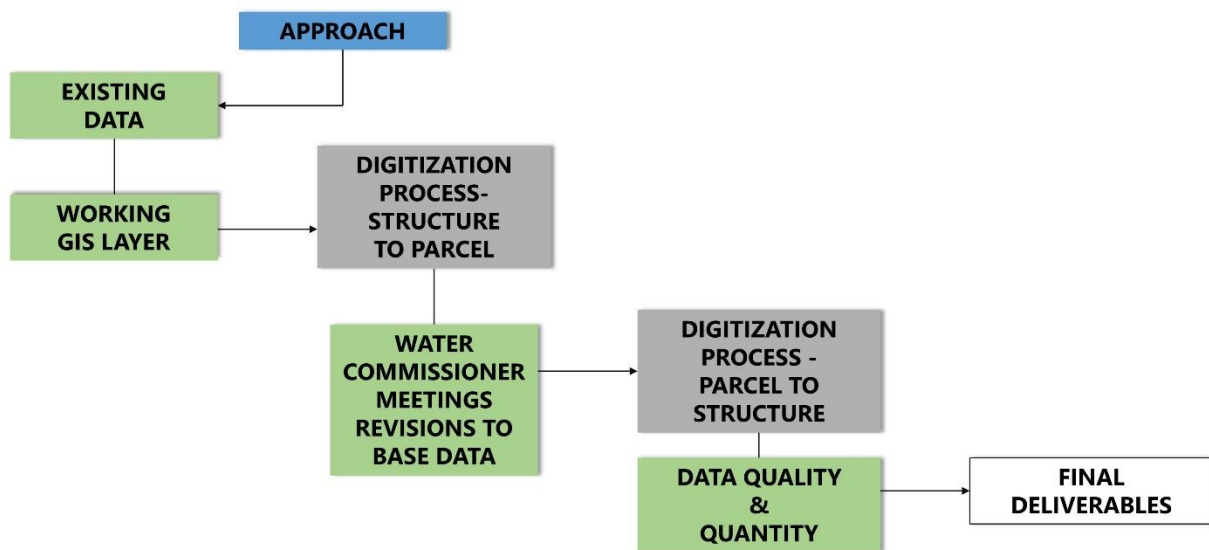 APPROACH
EXISTING
DATA
WORKING
GIS LAYER
DIGITIZATION
PROCESS-
STRUCTURE
TO PARCEL
WATER
COMMISSIONER
MEETINGS
REVISIONS TO
BASE DATA
DIGITIZATION
PROCESS -
PARCEL TO
STRUCTURE
DATA QUALITY
&
QUANTITY
FINAL
DELIVERABLES